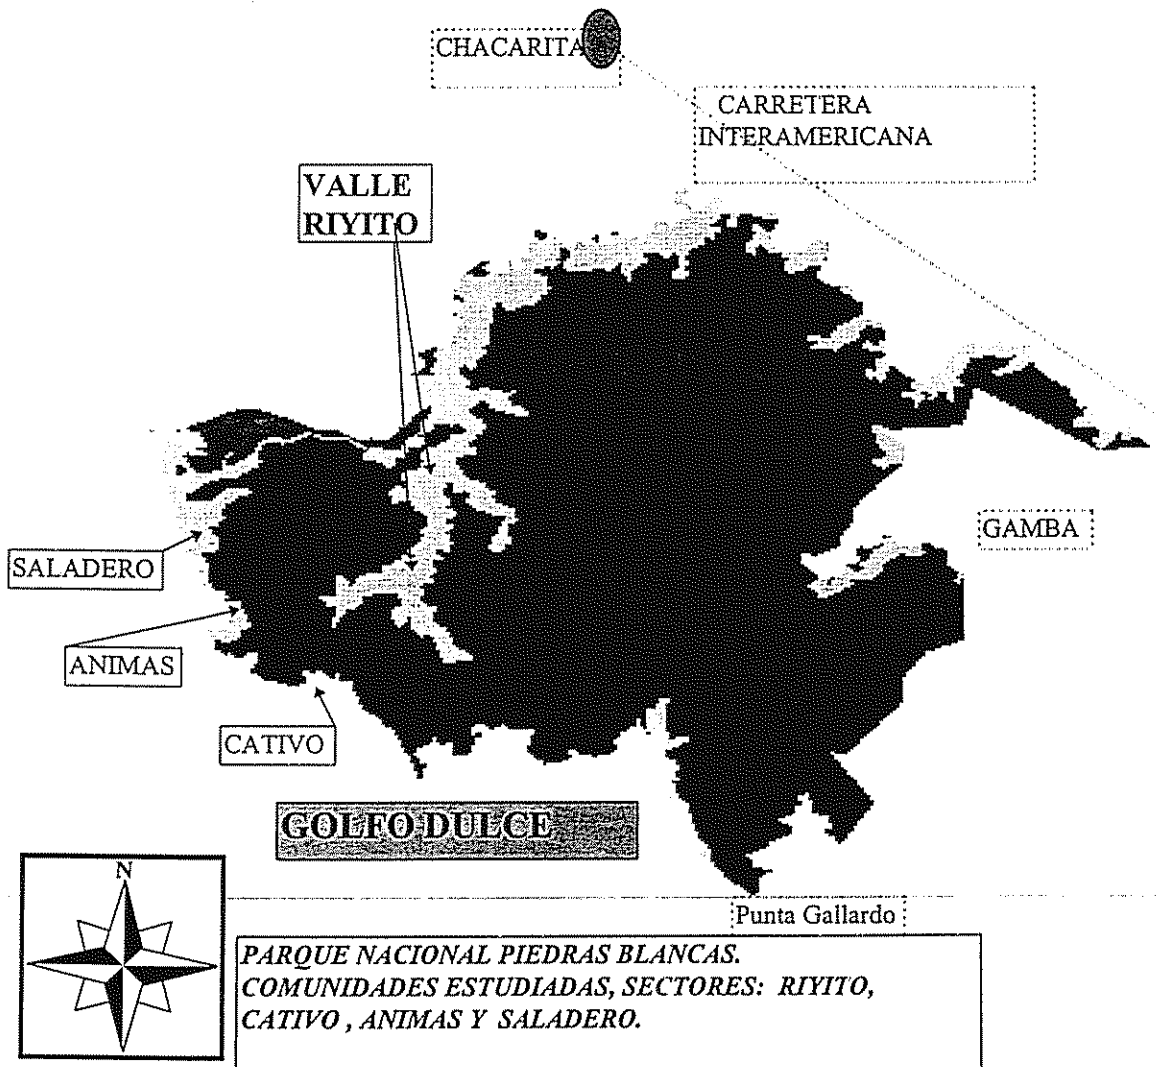 CHACARITA
CARRETERA
INTERAMERICANA
VALLE
RIYITO
GAMBA
SALADERO
ANIMAS
CATIVO
GOLFO DULCE
N
Punta Gallardo
PARQUE NACIONAL PIEDRAS BLANCAS.
COMUNIDADES ESTUDIADAS, SECTORES: RIYITO,
CATIVO , ANIMAS Y SALADERO.